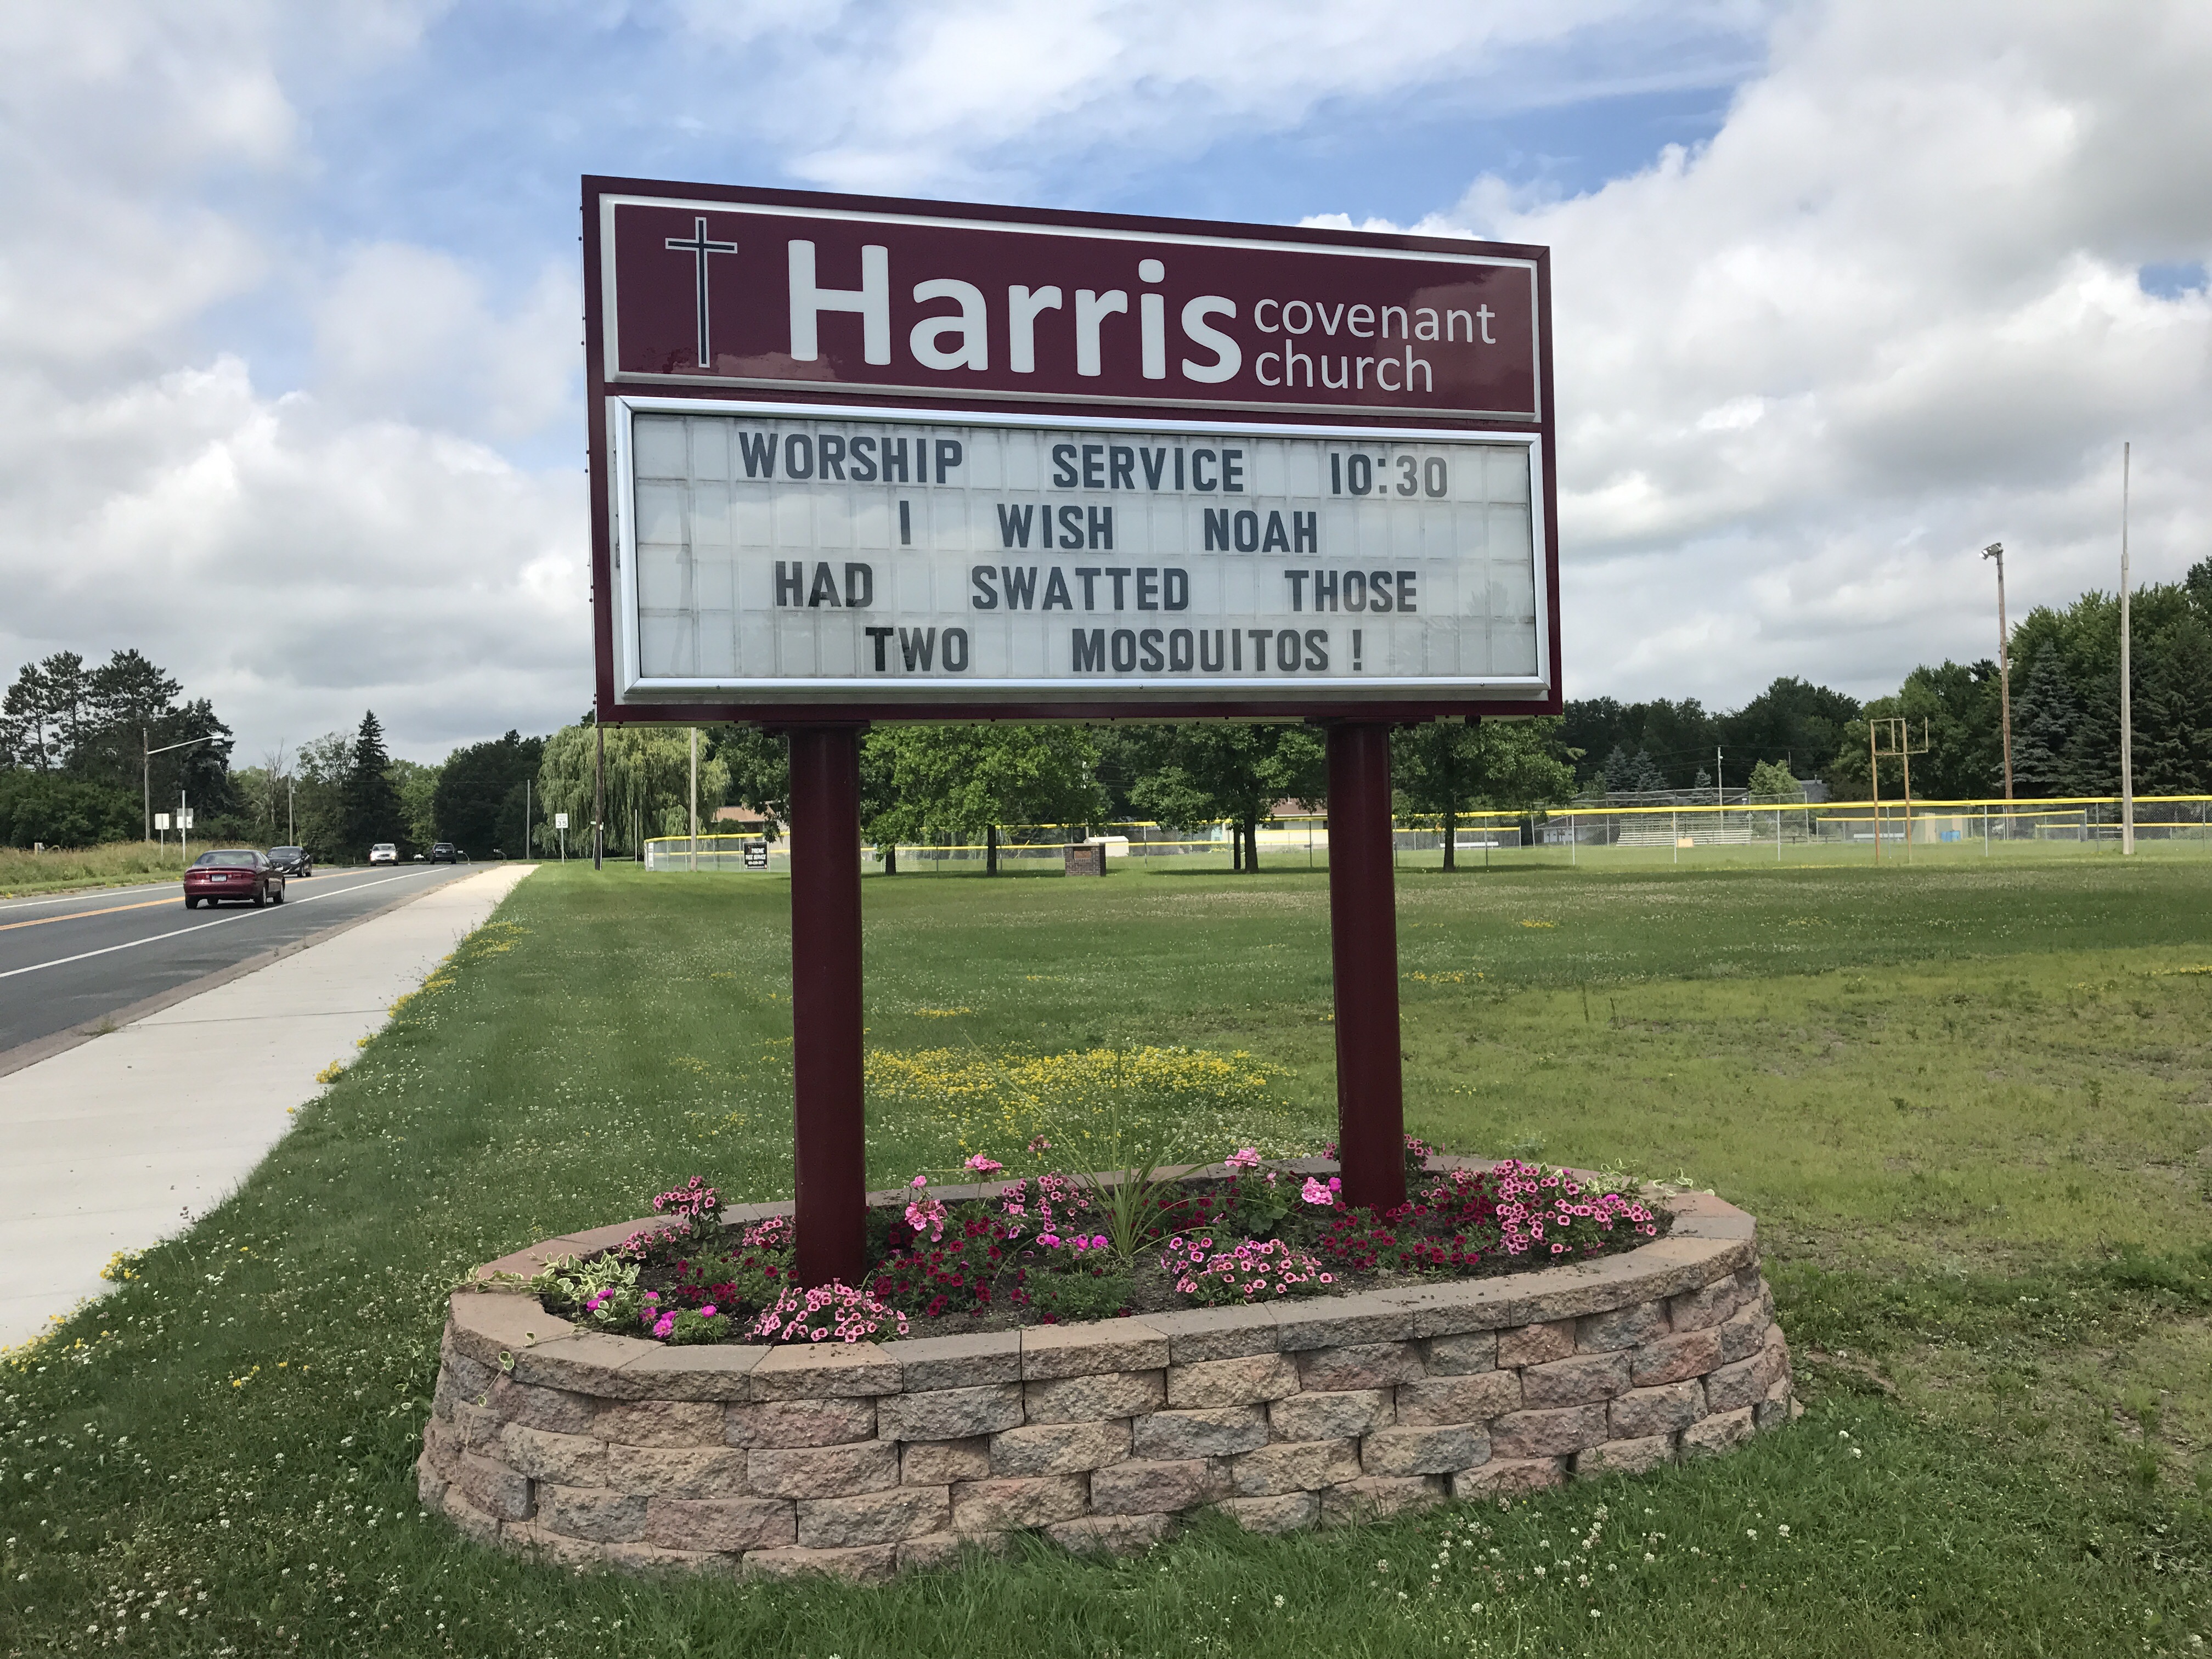 Harris
covenant
church
WORSHIP SERVICE 10:30
I WISH NOAH
HAD SWATTED THOSE
TWO MOSQUITOS !